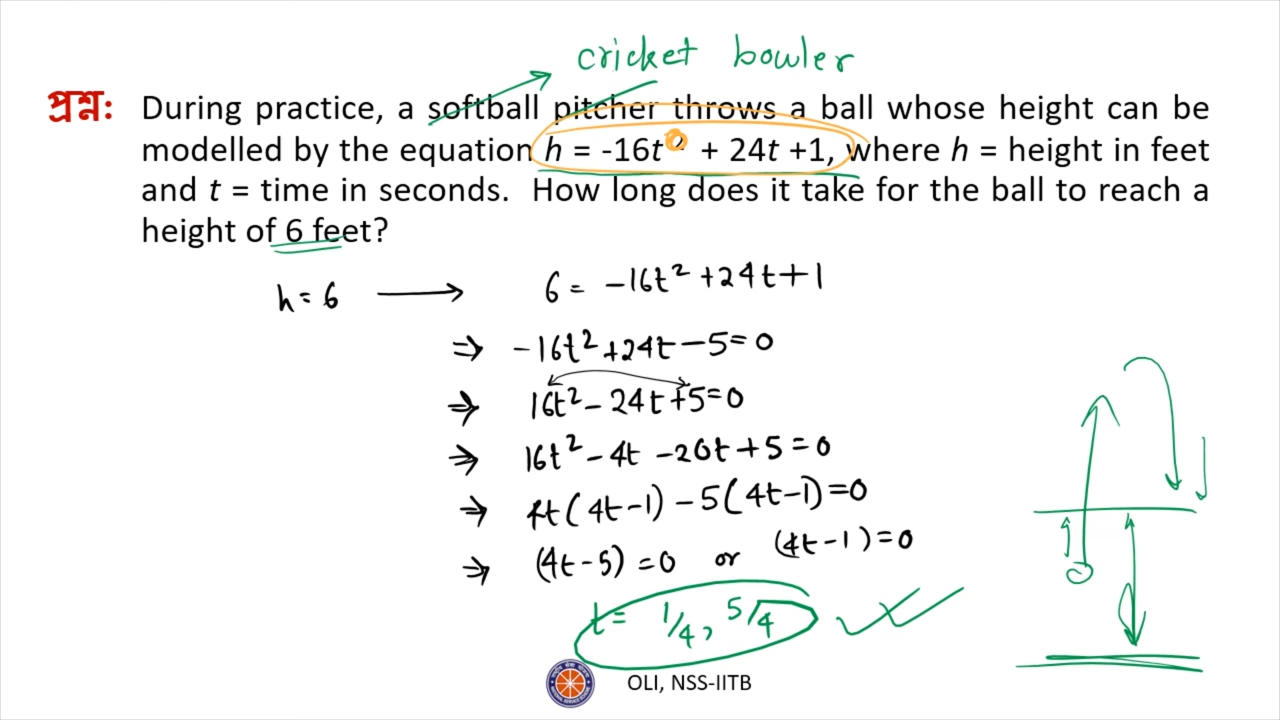 cricket bowler
প্রশ্ন: During practice, a softball pitcher throws a ball whose height can be
modelled by the equation h = -16t² + 24t +1, where h = height in feet
and t = time in seconds. How long does it take for the ball to reach a
height of 6 feet?
h = 6 ⟶ 6 = -16t² + 24t + 1
⇒ -16t² + 24t - 5 = 0
⇒ 16t² - 24t + 5 = 0
⇒ 16t² - 4t - 20t + 5 = 0
⇒ 4t(4t-1) - 5(4t-1) = 0
⇒ (4t-5) = 0 or (4t-1) = 0
t = 1/4, 5/4
OLI, NSS-IITB